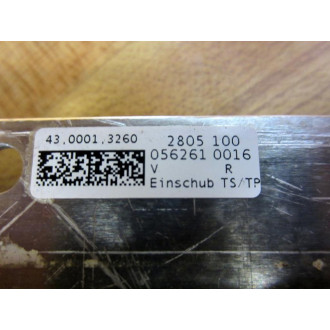 43.0001.3260 2805 100
056261 0016
V R
Einschub TS/TP